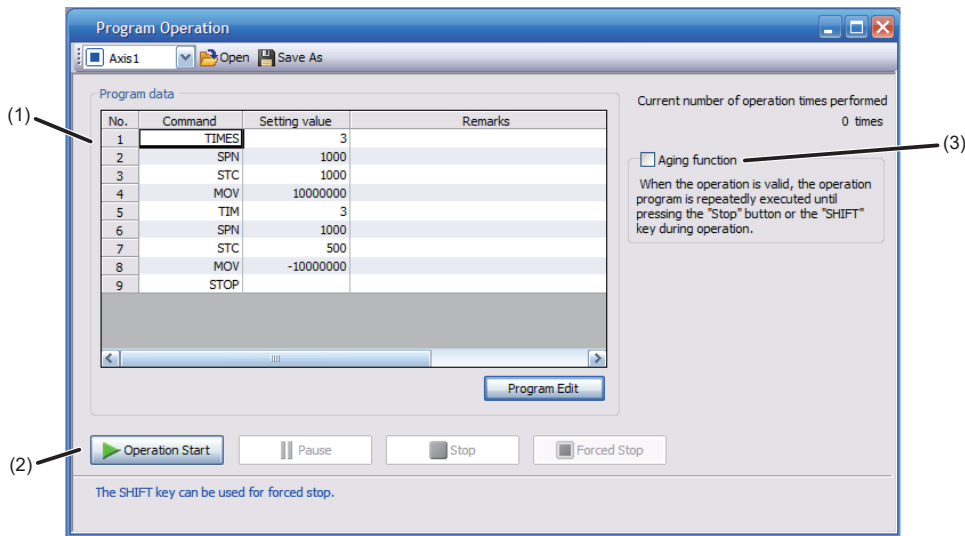 Program Operation
Axis1 Open Save As
Program data
(1)
No. Command Setting value Remarks
1 TIMES 3
2 SPN 1000
3 STC 1000
4 MOV 10000000
5 TIM 3
6 SPN 1000
7 STC 500
8 MOV -10000000
9 STOP
Program Edit
Current number of operation times performed
0 times
(3)
Aging function
When the operation is valid, the operation
program is repeatedly executed until
pressing the "Stop" button or the "SHIFT"
key during operation.
(2)
Operation Start Pause Stop Forced Stop
The SHIFT key can be used for forced stop.